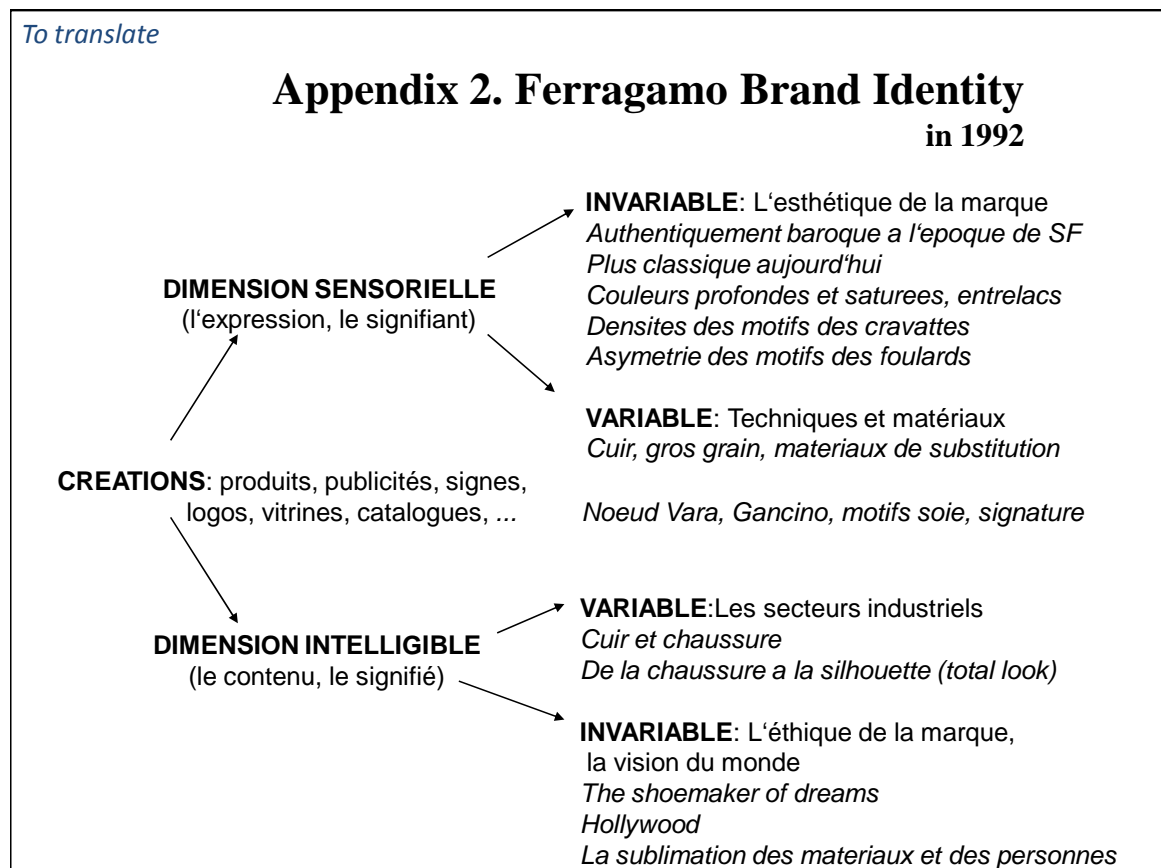 To translate
Appendix 2. Ferragamo Brand Identity
in 1992
INVARIABLE: L‘esthétique de la marque
Authentiquement baroque a l‘epoque de SF
Plus classique aujourd‘hui
Couleurs profondes et saturees, entrelacs
Densites des motifs des cravattes
Asymetrie des motifs des foulards
DIMENSION SENSORIELLE
(l‘expression, le signifiant)
VARIABLE: Techniques et matériaux
Cuir, gros grain, materiaux de substitution
Noeud Vara, Gancino, motifs soie, signature
CREATIONS: produits, publicités, signes,
logos, vitrines, catalogues, ...
VARIABLE:Les secteurs industriels
Cuir et chaussure
De la chaussure a la silhouette (total look)
DIMENSION INTELLIGIBLE
(le contenu, le signifié)
INVARIABLE: L‘éthique de la marque,
la vision du monde
The shoemaker of dreams
Hollywood
La sublimation des materiaux et des personnes